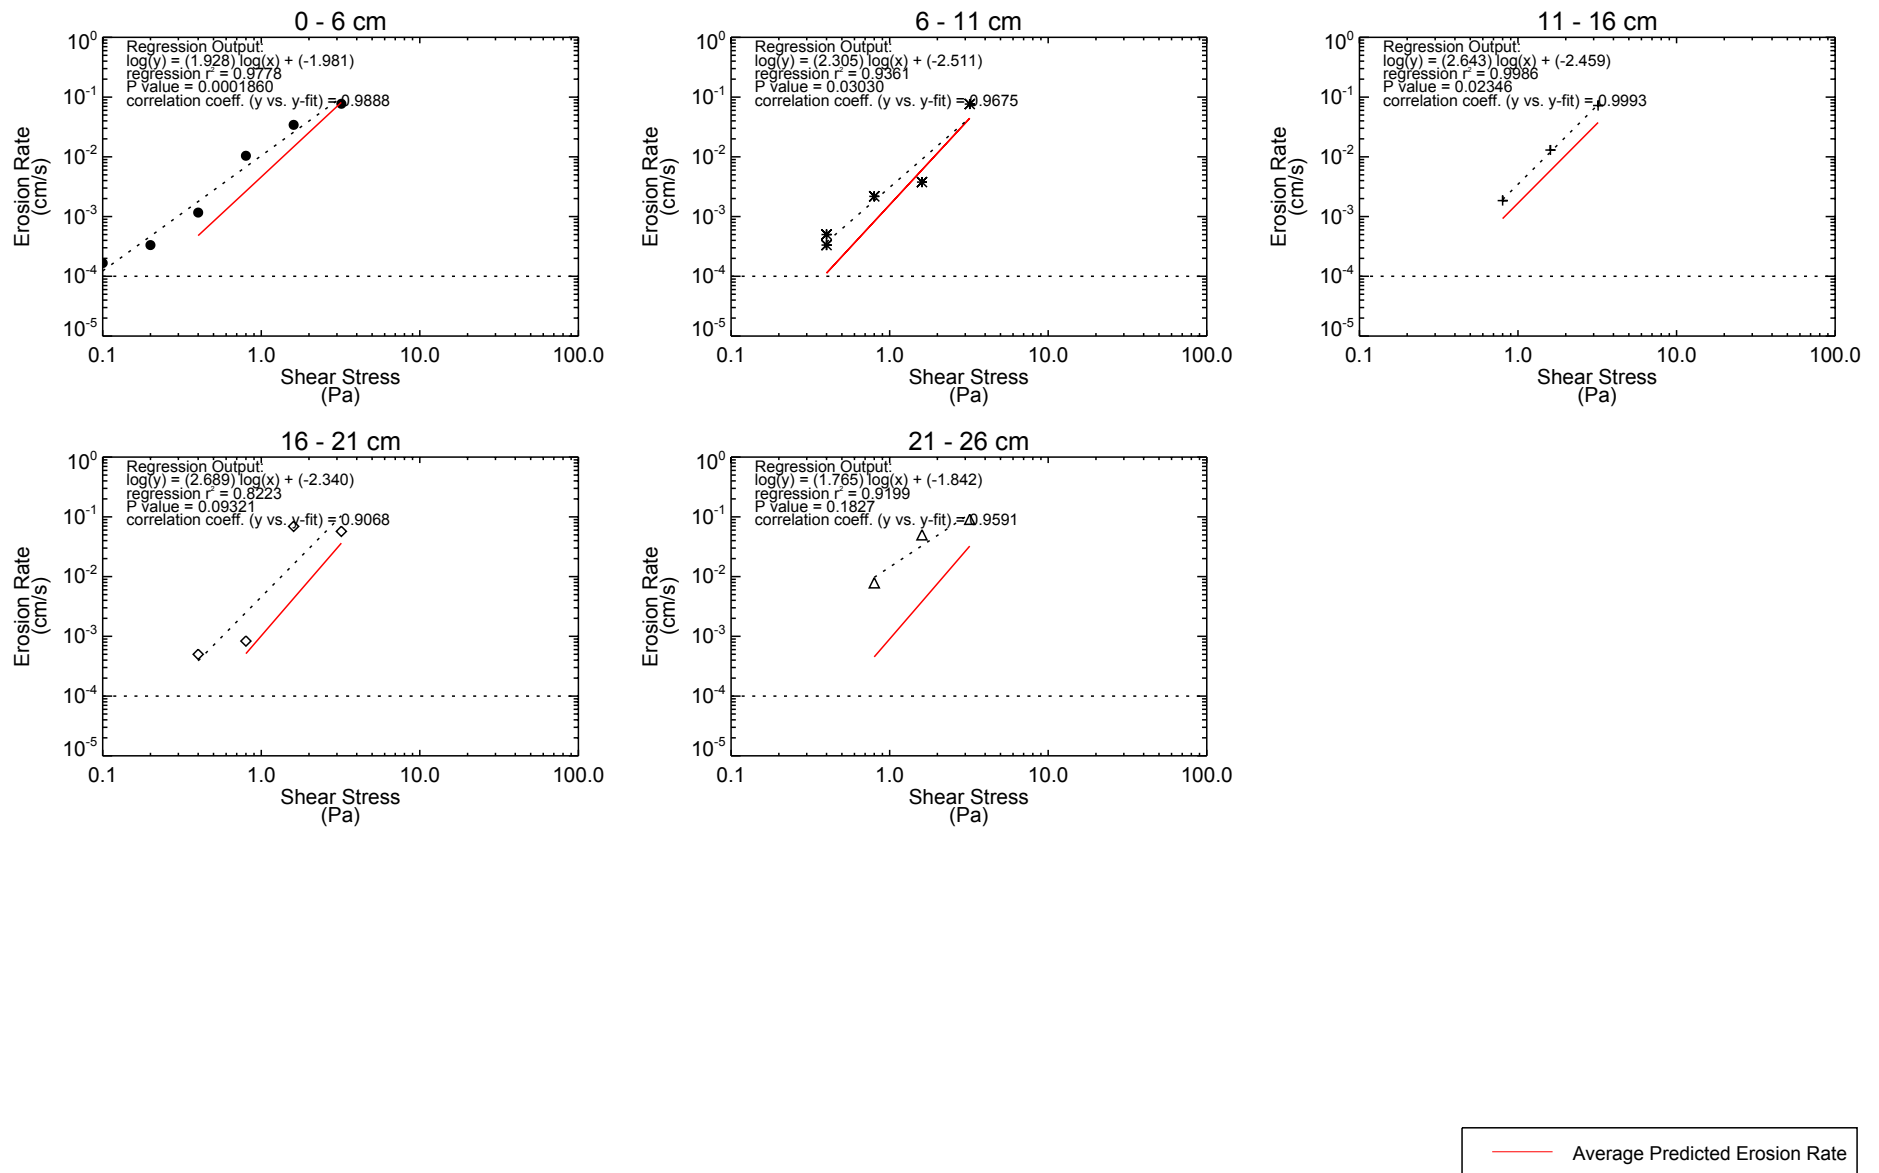 0 - 6 cm
Regression Output:
log(y) = (1.928) log(x) + (-1.981)
regression r² = 0.9778
P value = 0.0001860
correlation coeff. (y vs. y-fit) = 0.9888
10⁰
10⁻¹
10⁻²
10⁻³
10⁻⁴
10⁻⁵
Erosion Rate
(cm/s)
0.1 1.0 10.0 100.0
Shear Stress
(Pa)
6 - 11 cm
Regression Output:
log(y) = (2.305) log(x) + (-2.511)
regression r² = 0.9361
P value = 0.03030
correlation coeff. (y vs. y-fit) = 0.9675
10⁰
10⁻¹
10⁻²
10⁻³
10⁻⁴
10⁻⁵
Erosion Rate
(cm/s)
0.1 1.0 10.0 100.0
Shear Stress
(Pa)
11 - 16 cm
Regression Output:
log(y) = (2.643) log(x) + (-2.459)
regression r² = 0.9986
P value = 0.02346
correlation coeff. (y vs. y-fit) = 0.9993
10⁰
10⁻¹
10⁻²
10⁻³
10⁻⁴
10⁻⁵
Erosion Rate
(cm/s)
0.1 1.0 10.0 100.0
Shear Stress
(Pa)
16 - 21 cm
Regression Output:
log(y) = (2.689) log(x) + (-2.340)
regression r² = 0.8223
P value = 0.09321
correlation coeff. (y vs. y-fit) = 0.9068
10⁰
10⁻¹
10⁻²
10⁻³
10⁻⁴
10⁻⁵
Erosion Rate
(cm/s)
0.1 1.0 10.0 100.0
Shear Stress
(Pa)
21 - 26 cm
Regression Output:
log(y) = (1.765) log(x) + (-1.842)
regression r² = 0.9199
P value = 0.1827
correlation coeff. (y vs. y-fit) = 0.9591
10⁰
10⁻¹
10⁻²
10⁻³
10⁻⁴
10⁻⁵
Erosion Rate
(cm/s)
0.1 1.0 10.0 100.0
Shear Stress
(Pa)
Average Predicted Erosion Rate